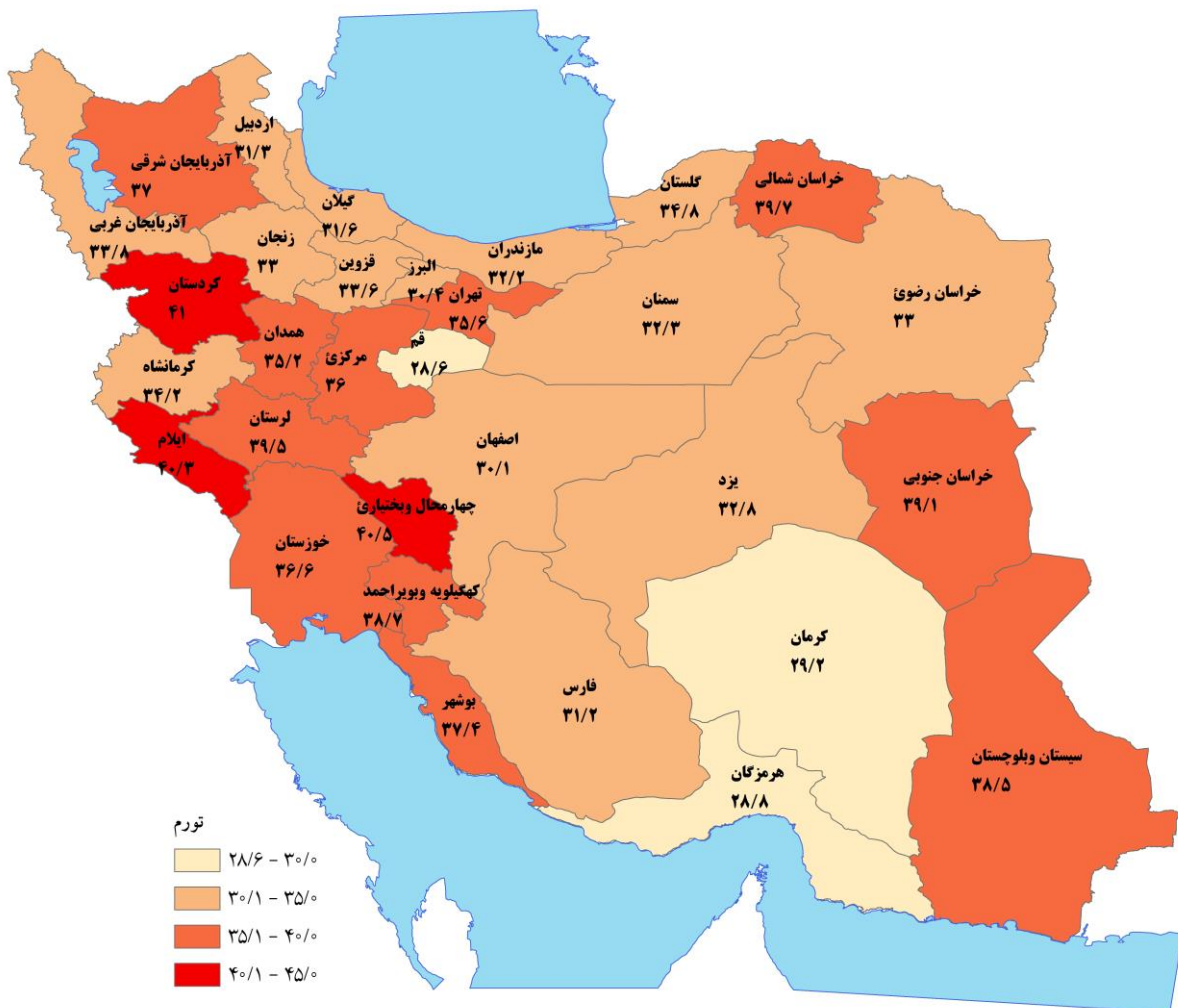 اردبیل
۳۱/۳
آذربایجان شرقی
۳۷
خراسان شمالی
۳۹/۷
گلستان
۳۴/۸
گیلان
۳۱/۶
آذربایجان غربی
۳۳/۸
زنجان
۳۳
مازندران
۳۲/۲
قزوین
۳۳/۶
البرز
۳۰/۴
تهران
۳۵/۶
کردستان
۴۱
سمنان
۳۲/۳
خراسان رضوئ
۳۳
همدان
۳۵/۲
قم
۲۸/۶
مرکزئ
۳۶
کرمانشاه
۳۴/۲
لرستان
۳۹/۵
ایلام
۴۰/۳
اصفهان
۳۰/۱
یزد
۳۲/۸
خراسان جنوبی
۳۹/۱
چهارمحال وبختیارئ
۴۰/۵
خوزستان
۳۶/۶
کهگیلویه وبویراحمد
۳۸/۷
کرمان
۲۹/۲
فارس
۳۱/۲
بوشهر
۳۷/۴
سیستان وبلوچستان
۳۸/۵
هرمزگان
۲۸/۸
تورم
۲۸/۶ - ۳۰/۰
۳۰/۱ - ۳۵/۰
۳۵/۱ - ۴۰/۰
۴۰/۱ - ۴۵/۰